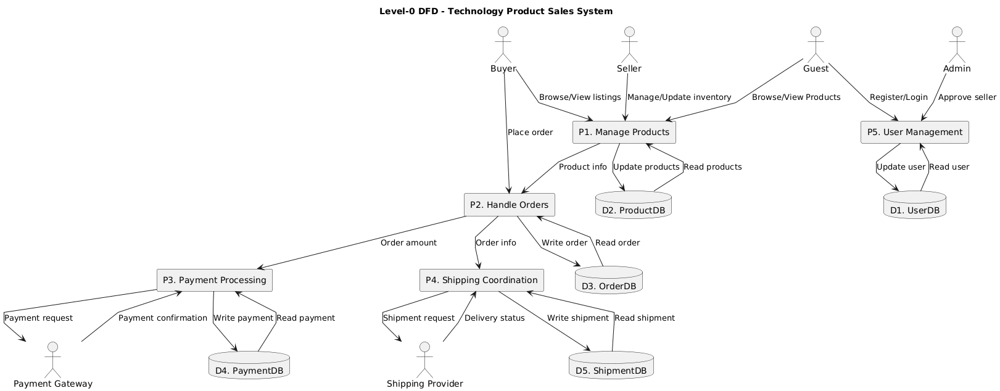 Level-0 DFD - Technology Product Sales System
Buyer
Seller
Guest
Admin
Browse/View listings
Manage/Update inventory
Browse/View Products
Register/Login
Approve seller
Place order
P1. Manage Products
P5. User Management
Product info
Update products
Read products
Update user
Read user
P2. Handle Orders
D2. ProductDB
D1. UserDB
Order amount
Order info
Write order
Read order
P3. Payment Processing
P4. Shipping Coordination
D3. OrderDB
Payment request
Payment confirmation
Write payment
Read payment
Shipment request
Delivery status
Write shipment
Read shipment
Payment Gateway
D4. PaymentDB
Shipping Provider
D5. ShipmentDB